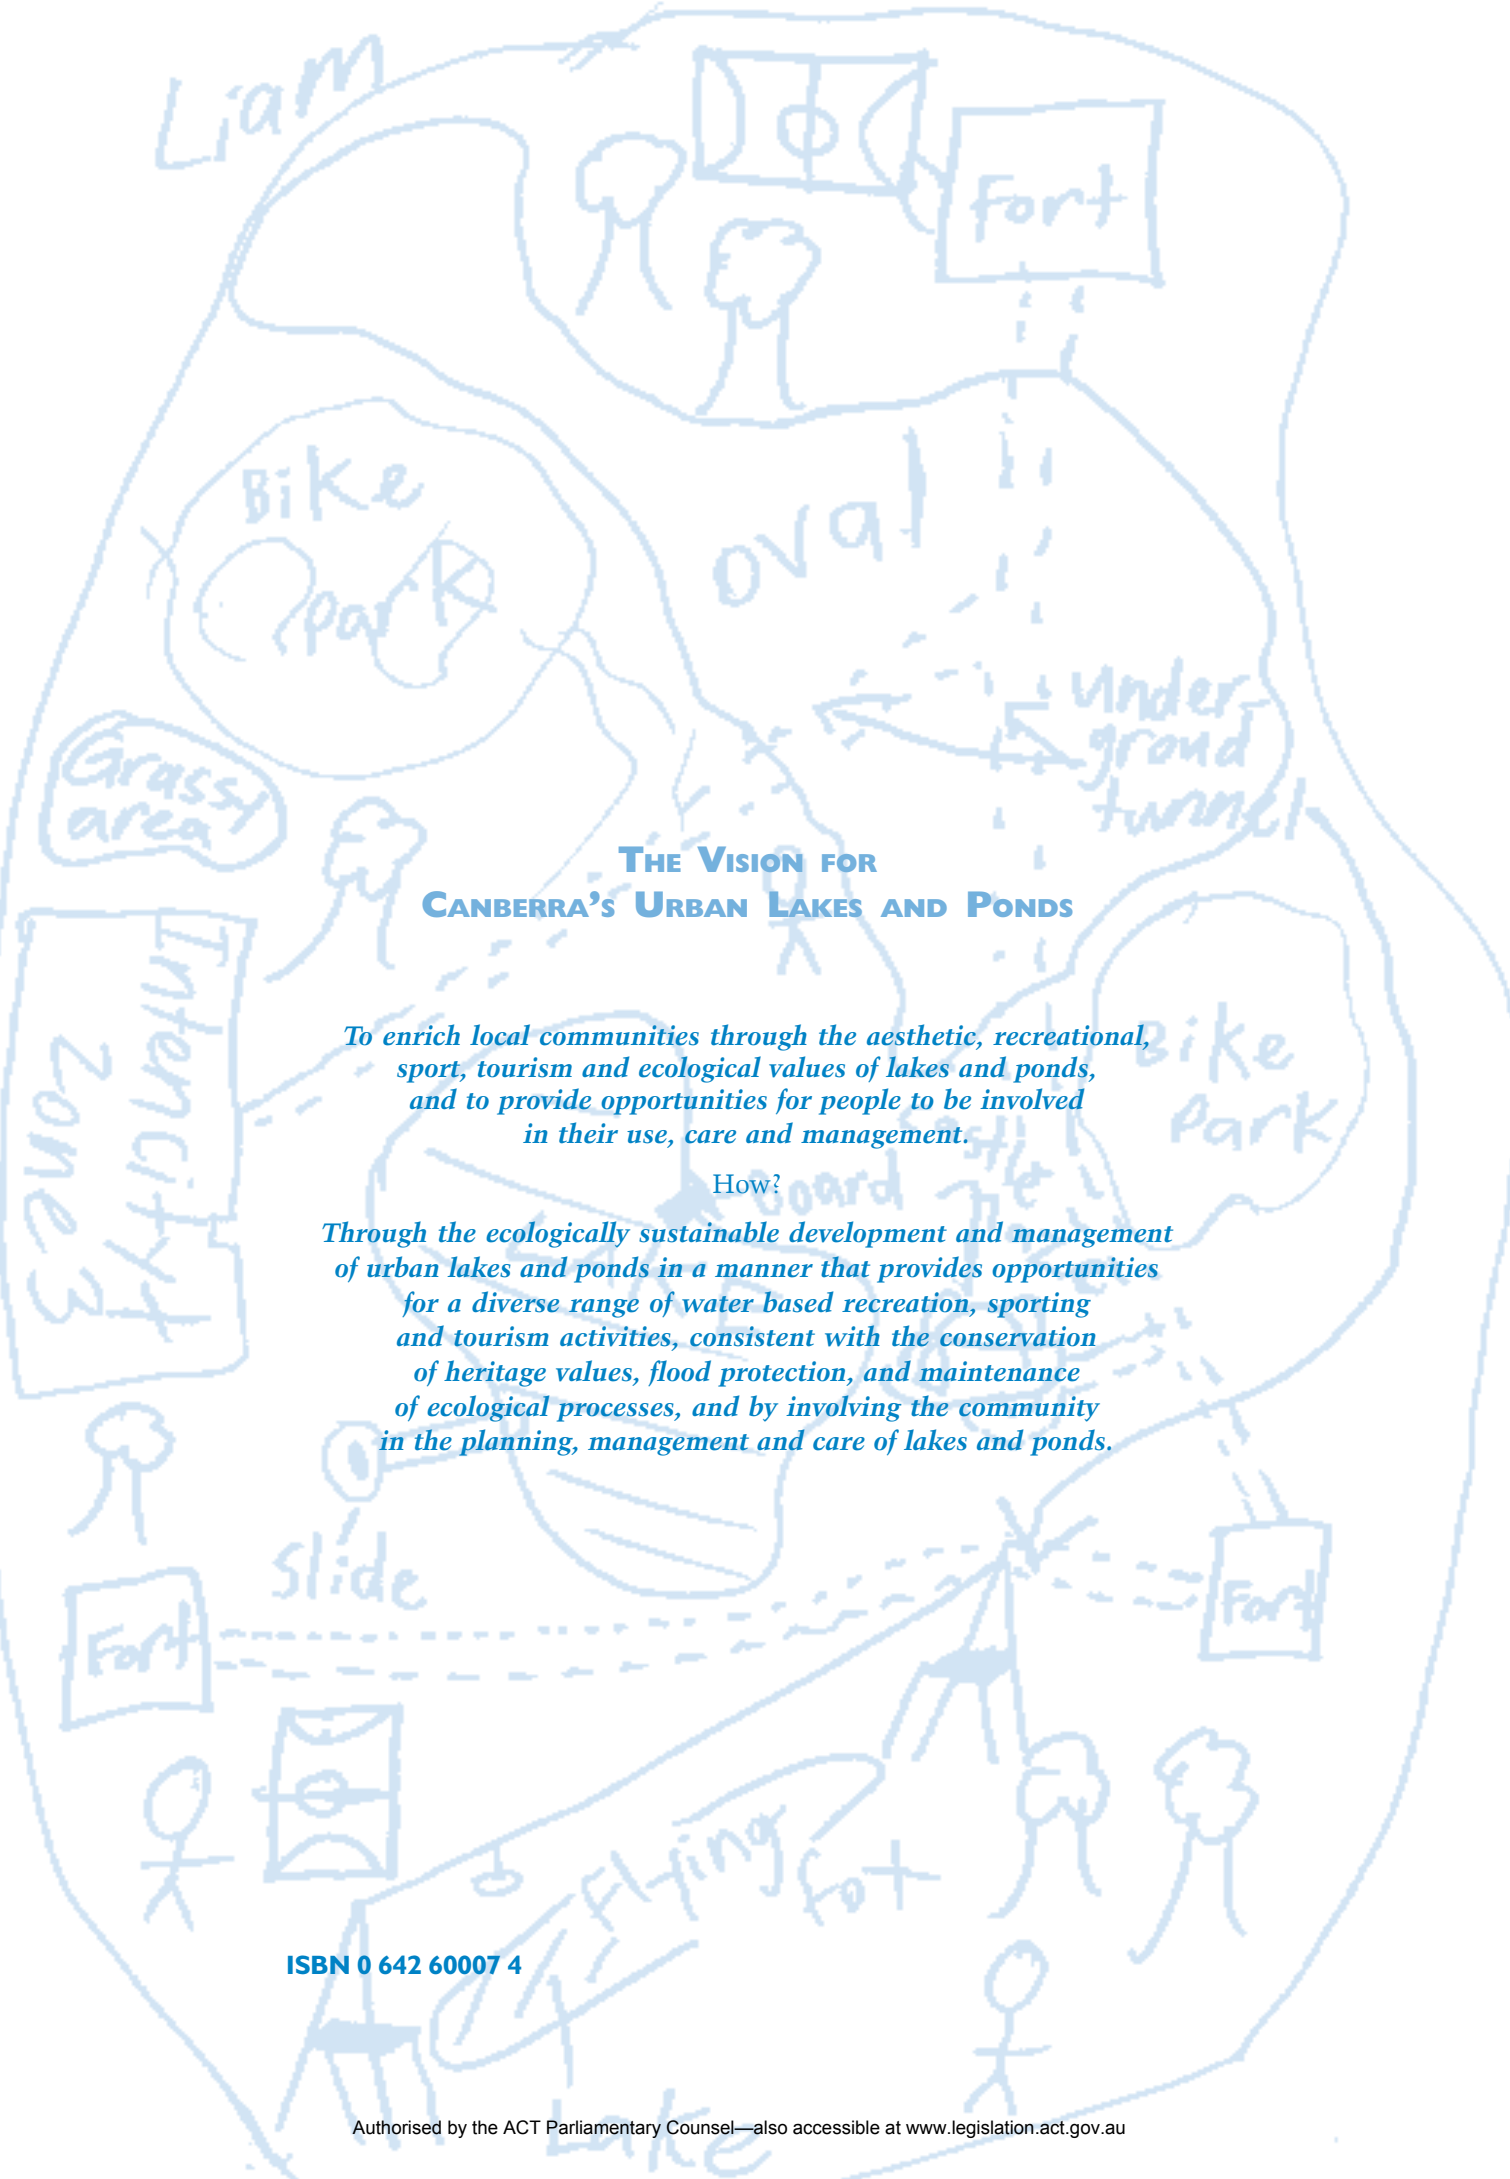 Liam
Fort
Bike
Park
oval
Under-
groud
tunnel
Grassy
area
THE VISION FOR
CANBERRA'S URBAN LAKES AND PONDS
Intoncity
zone 3
To enrich local communities through the aesthetic, recreational,
sport, tourism and ecological values of lakes and ponds,
and to provide opportunities for people to be involved
in their use, care and management.
Bike
Park
How?
Board
LAKE
Through the ecologically sustainable development and management
of urban lakes and ponds in a manner that provides opportunities
for a diverse range of water based recreation, sporting
and tourism activities, consistent with the conservation
of heritage values, flood protection, and maintenance
of ecological processes, and by involving the community
in the planning, management and care of lakes and ponds.
Slide
Fort
Fort
Flying
Fox
ISBN 0 642 60007 4
Lake
Authorised by the ACT Parliamentary Counsel—also accessible at www.legislation.act.gov.au